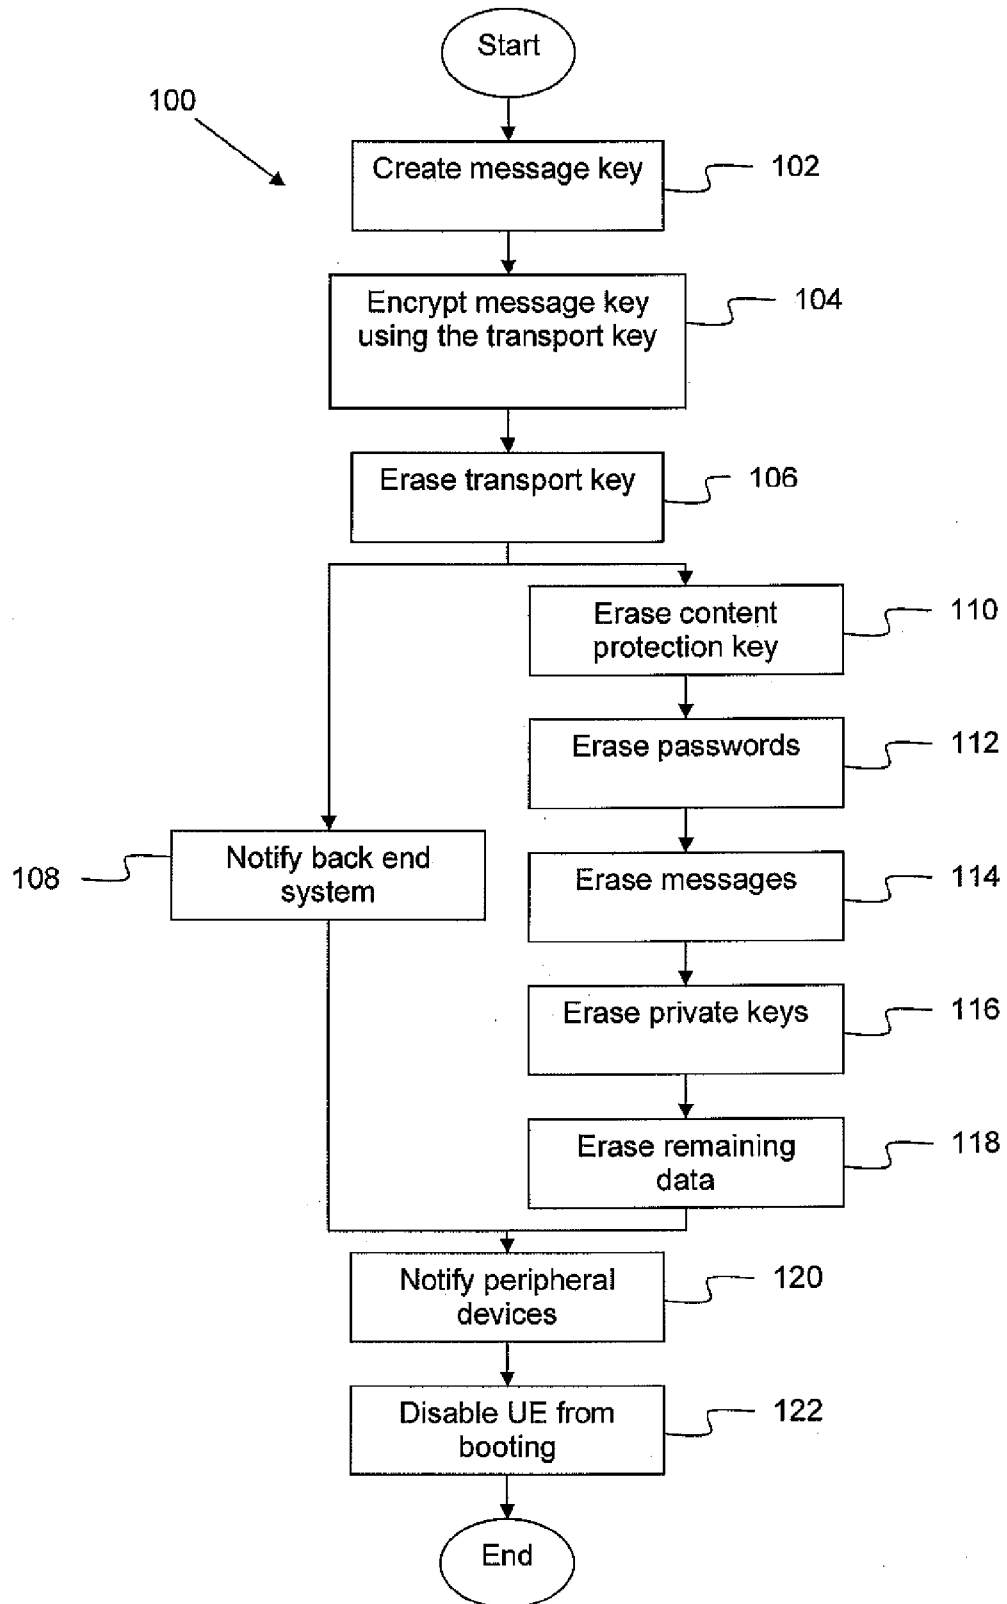 Start
100
Create message key
102
Encrypt message key
using the transport key
104
Erase transport key
106
Erase content
protection key
110
Erase passwords
112
Notify back end
system
108
Erase messages
114
Erase private keys
116
Erase remaining
data
118
Notify peripheral
devices
120
Disable UE from
booting
122
End